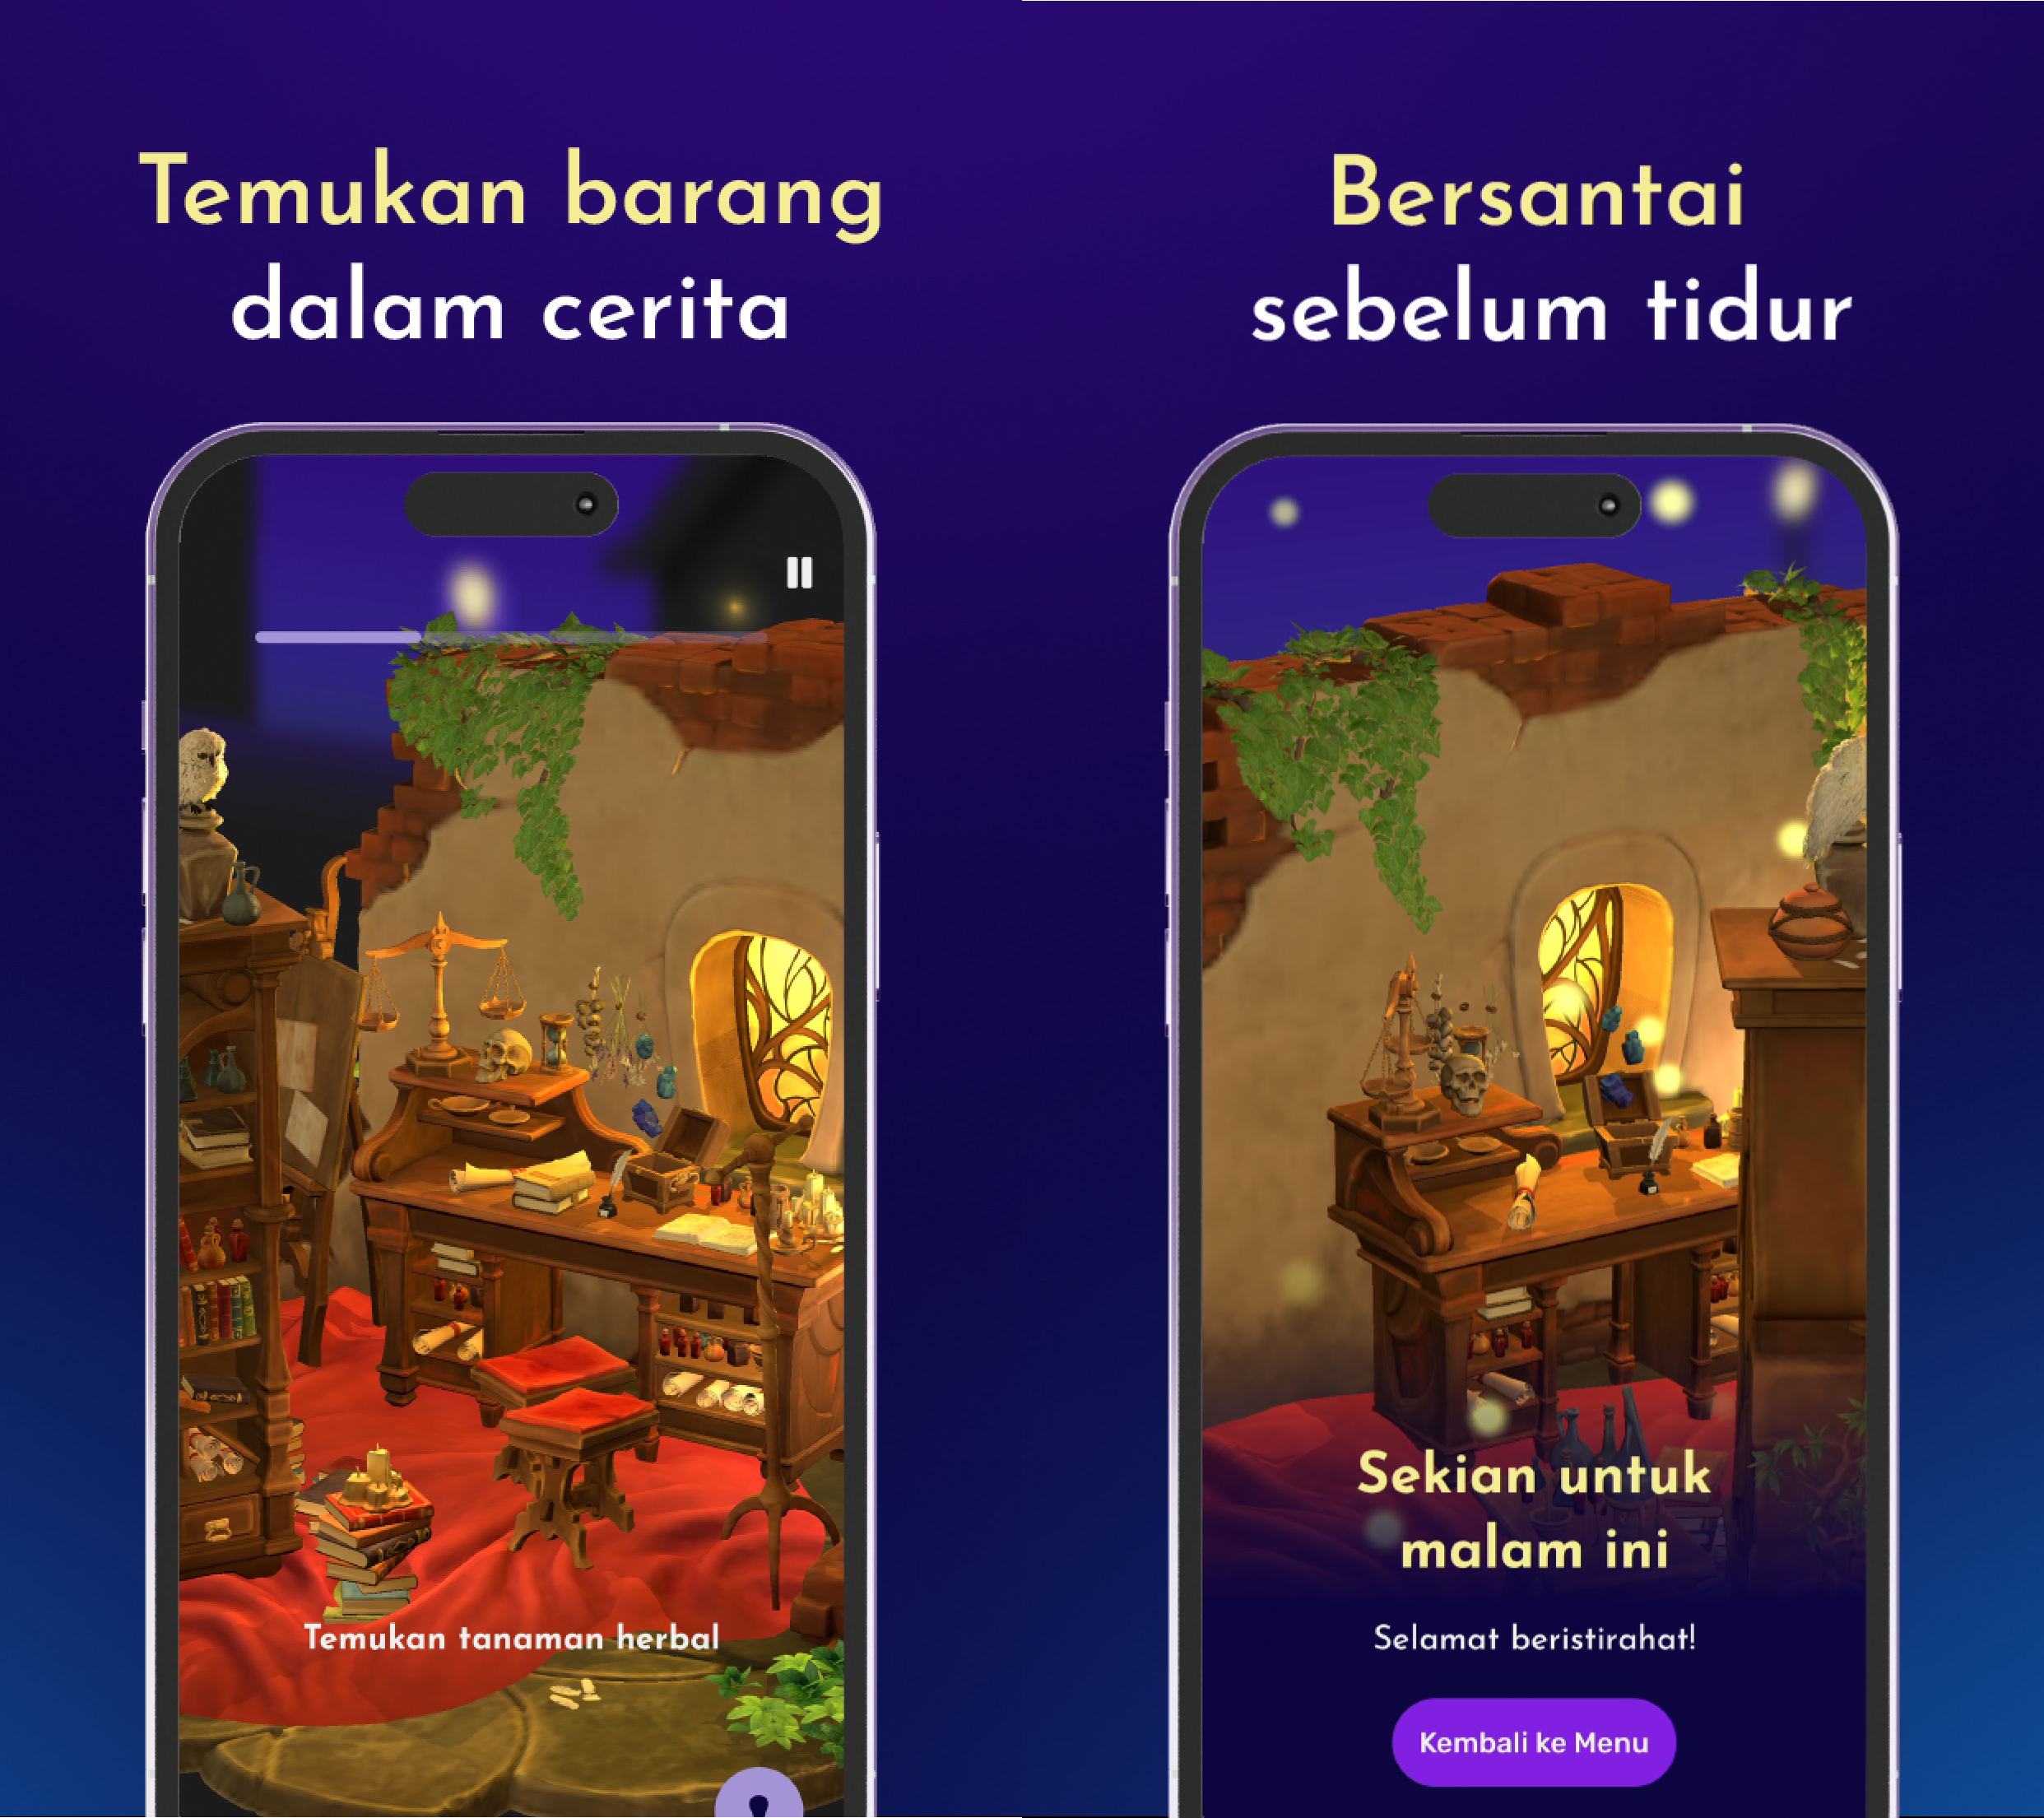 Temukan barang
dalam cerita
Temukan tanaman herbal
Bersantai
sebelum tidur
Sekian untuk
malam ini
Selamat beristirahat!
Kembali ke Menu